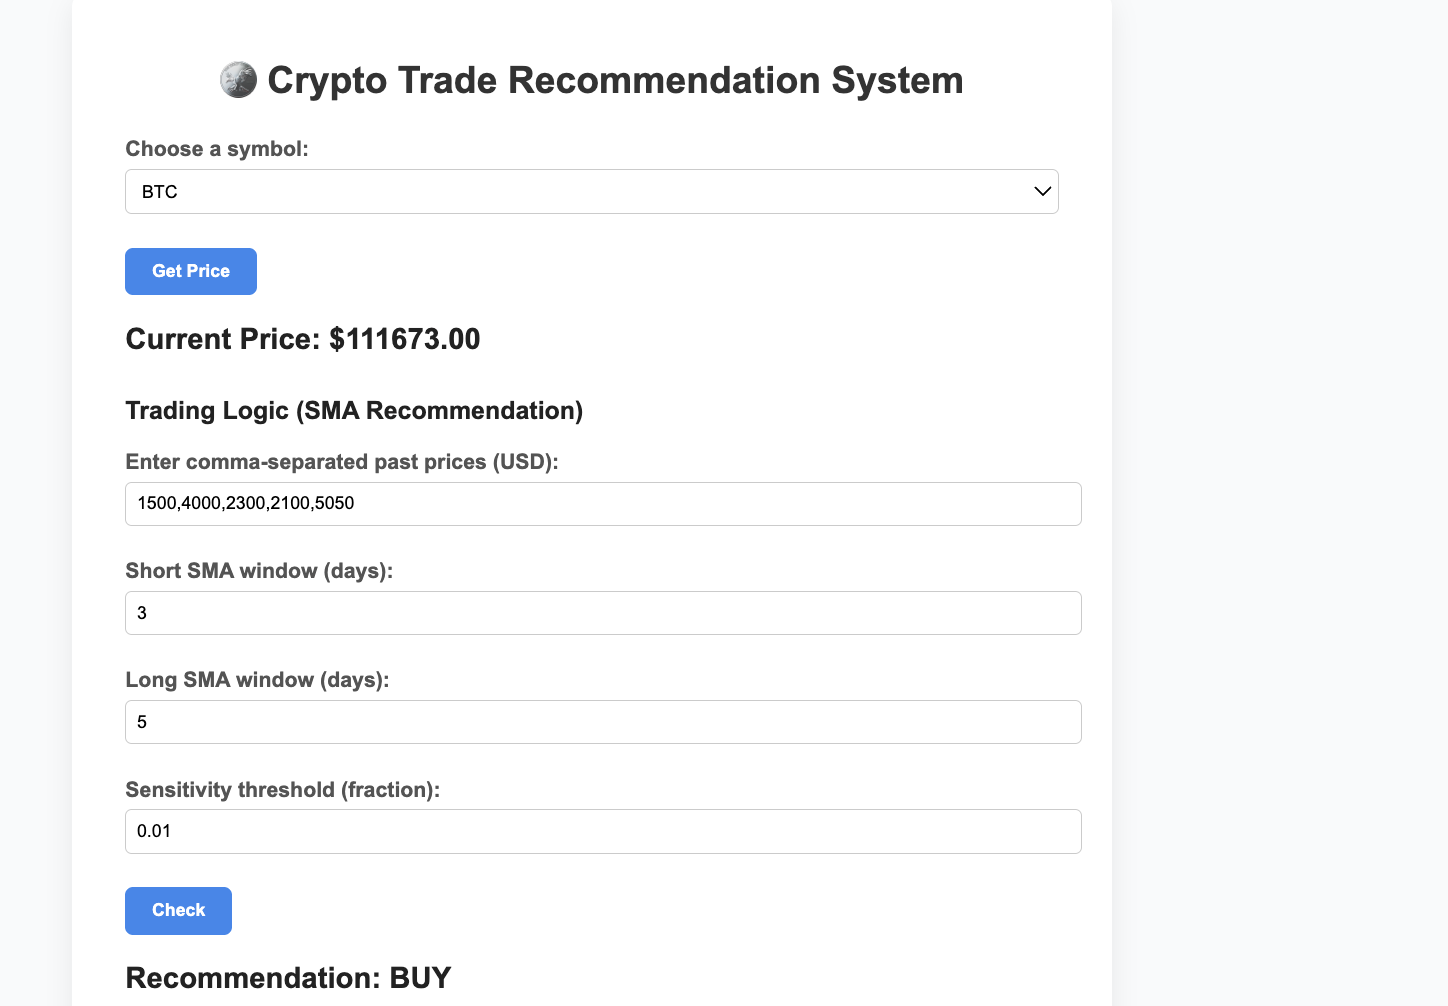 Crypto Trade Recommendation System
Choose a symbol:
BTC
Get Price
Current Price: $111673.00
Trading Logic (SMA Recommendation)
Enter comma-separated past prices (USD):
1500,4000,2300,2100,5050
Short SMA window (days):
3
Long SMA window (days):
5
Sensitivity threshold (fraction):
0.01
Check
Recommendation: BUY